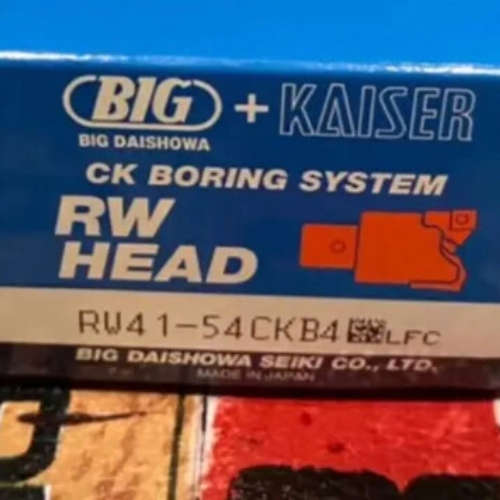 BIG + KAISER
BIG DAISHOWA
CK BORING SYSTEM
RW
HEAD
RW41-54CKB4 LFC
BIG DAISHOWA SEIKI CO., LTD.
MADE IN JAPAN